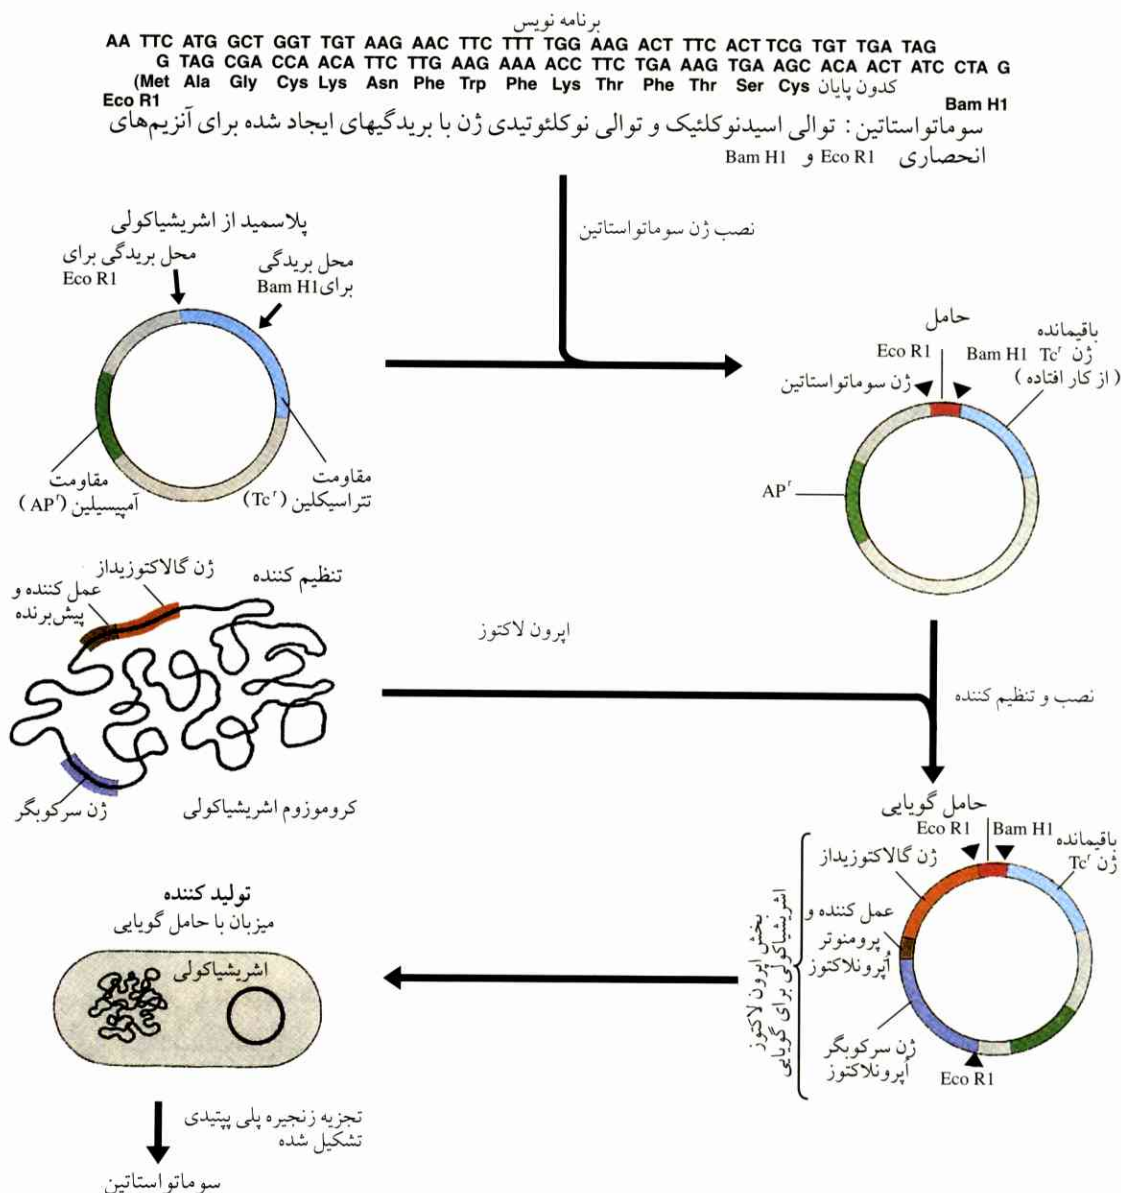 برنامه نویس
AA TTC ATG GCT GGT TGT AAG AAC TTC TTT TGG AAG ACT TTC ACT TCG TGT TGA TAG
G TAG CGA CCA ACA TTC TTG AAG AAA ACC TTC TGA AAG TGA AGC ACA ACT ATC CTA G
(Met Ala Gly Cys Lys Asn Phe Trp Phe Lys Thr Phe Thr Ser Cys کدون پایان
Eco R1
Bam H1
سوماتواستاتین : توالی اسیدنوکلئیک و توالی نوکلئوتیدی ژن با بریدگیهای ایجاد شده برای آنزیم‌های
انحصاری Eco R1 و Bam H1
نصب ژن سوماتواستاتین
پلاسمید از اشریشیاکولی
محل بریدگی برای
Eco R1
محل بریدگی
برای Bam H1
مقاومت
آمپیسیلین (APʳ)
مقاومت
تتراسیکلین (Tcʳ)
حامل
Eco R1
Bam H1
باقیمانده
ژن Tcʳ
(از کار افتاده)
ژن سوماتواستاتین
APʳ
ژن گالاکتوزیداز
تنظیم کننده
عمل کننده و
پیش‌برنده
اپرون لاکتوز
نصب و تنظیم کننده
ژن سرکوبگر
کروموزوم اشریشیاکولی
حامل گویایی
Eco R1
Bam H1
باقیمانده
ژن Tcʳ
ژن گالاکتوزیداز
عمل کننده و
پرومنوتر
اُپرونلاکتوز
ژن سرکوبگر
اُپرونلاکتوز
Eco R1
بخش اپرون لاکتوز
اشریشیاکولی برای گویایی
تولید کننده
میزبان با حامل گویایی
اشریشیاکولی
تجزیه زنجیره پلی پپتیدی
تشکیل شده
سوماتواستاتین